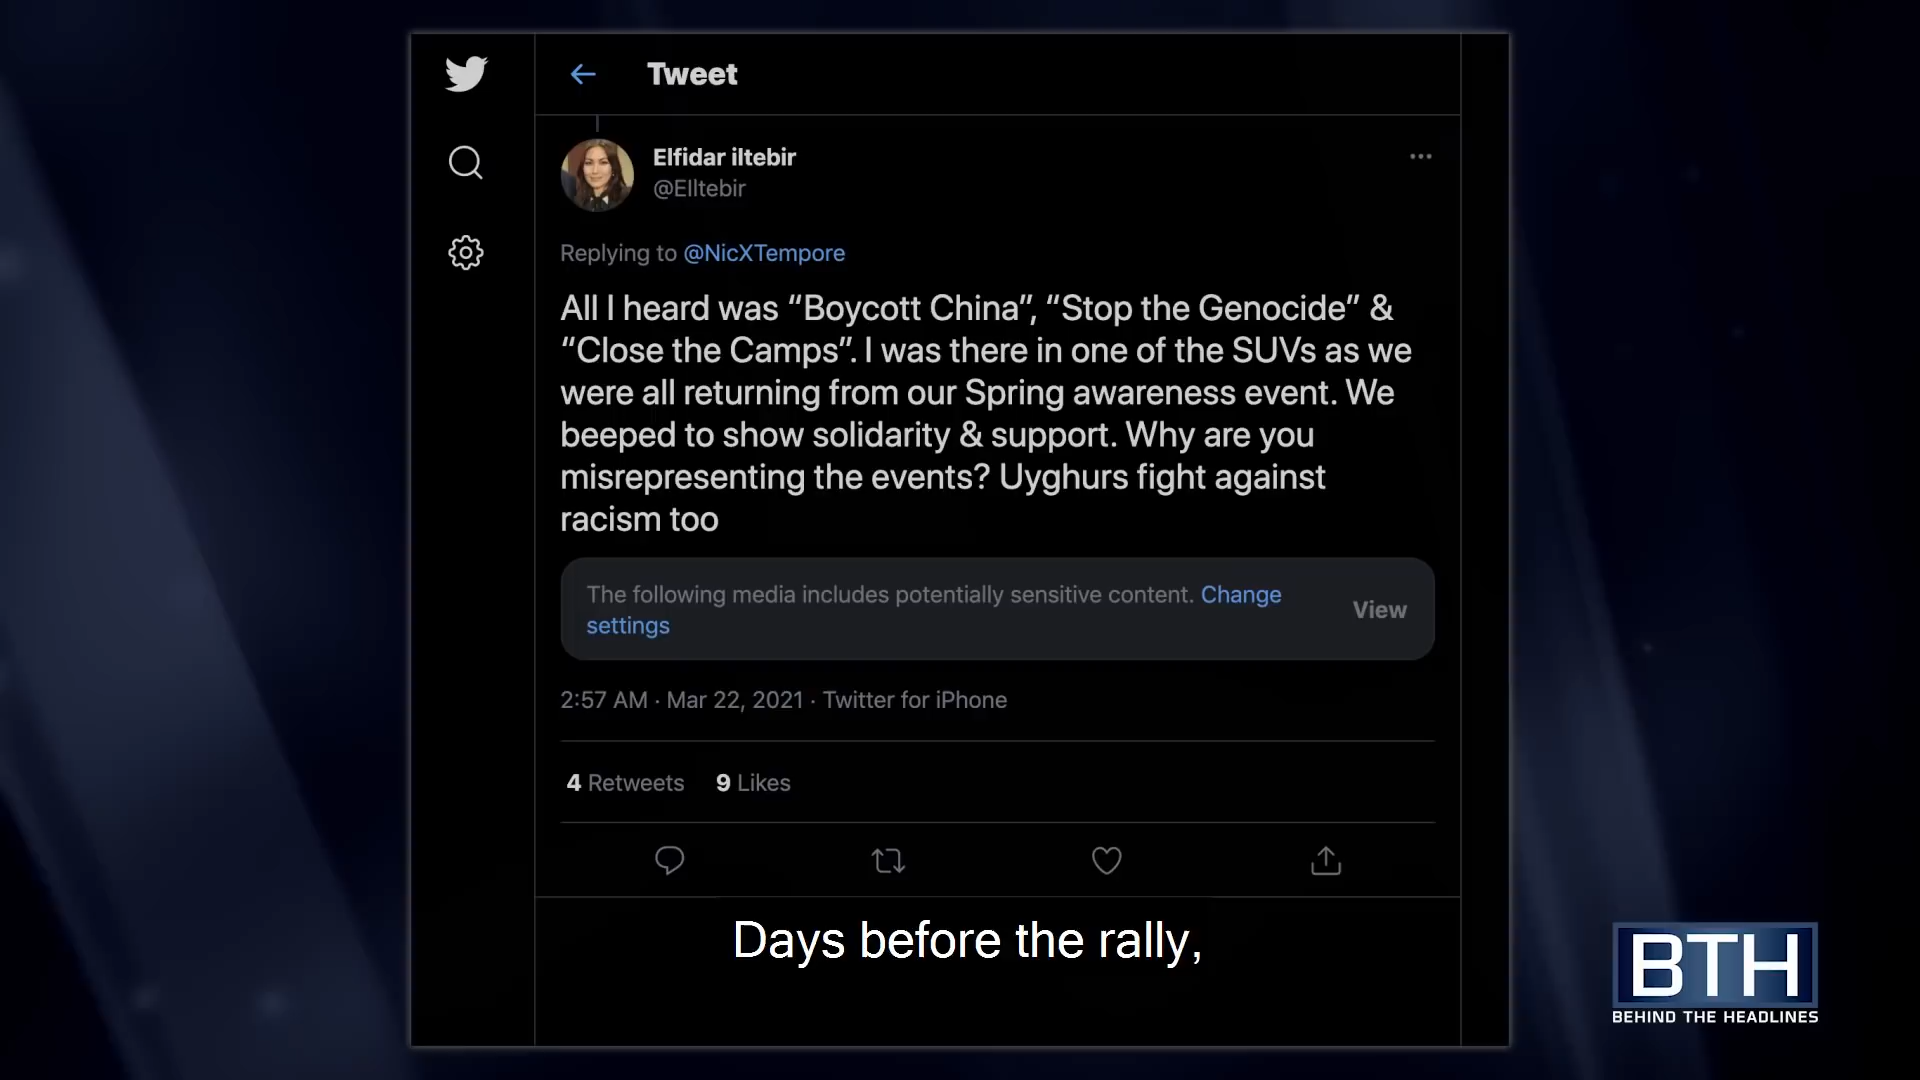 Tweet
Elfidar iltebir
@EIltebir
Replying to @NicXTempore
All I heard was “Boycott China”, “Stop the Genocide” &
“Close the Camps”. I was there in one of the SUVs as we
were all returning from our Spring awareness event. We
beeped to show solidarity & support. Why are you
misrepresenting the events? Uyghurs fight against
racism too
The following media includes potentially sensitive content. Change
settings
View
2:57 AM · Mar 22, 2021 · Twitter for iPhone
4 Retweets 9 Likes
Days before the rally,
BTH
BEHIND THE HEADLINES